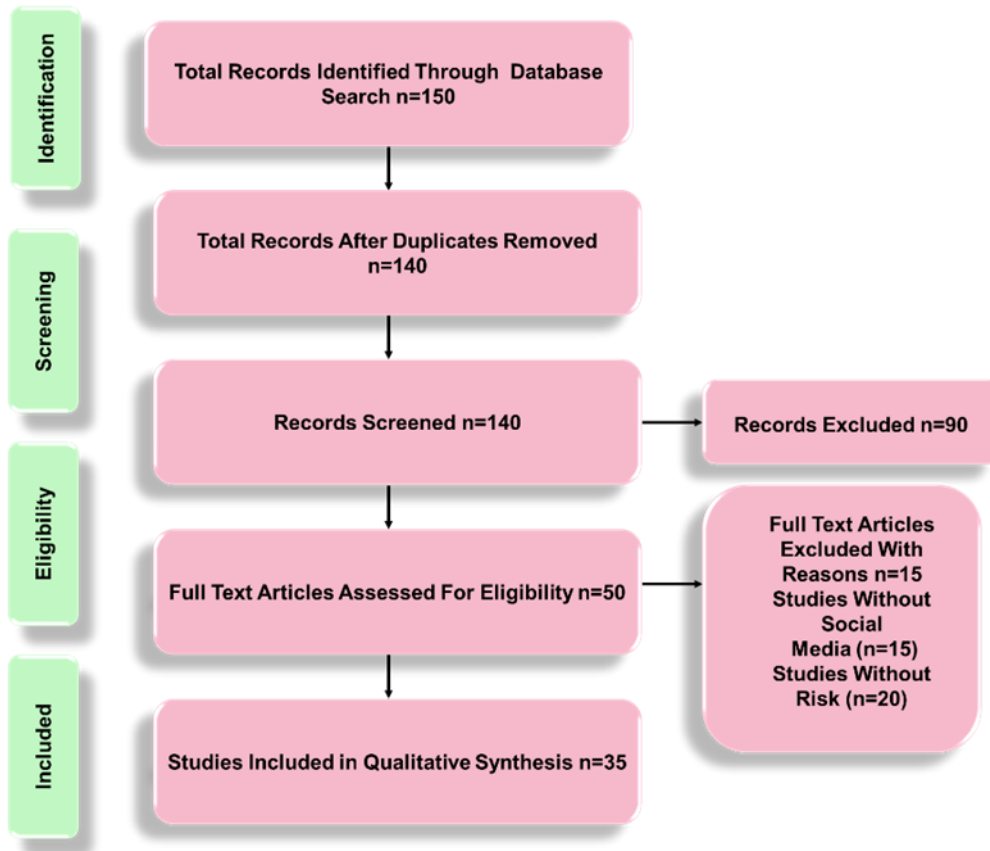 Identification
Total Records Identified Through Database
Search n=150
Total Records After Duplicates Removed
n=140
Screening
Records Screened n=140
Records Excluded n=90
Eligibility
Full Text Articles Assessed For Eligibility n=50
Full Text Articles
Excluded With
Reasons n=15
Studies Without
Social
Media (n=15)
Studies Without
Risk (n=20)
Included
Studies Included in Qualitative Synthesis n=35